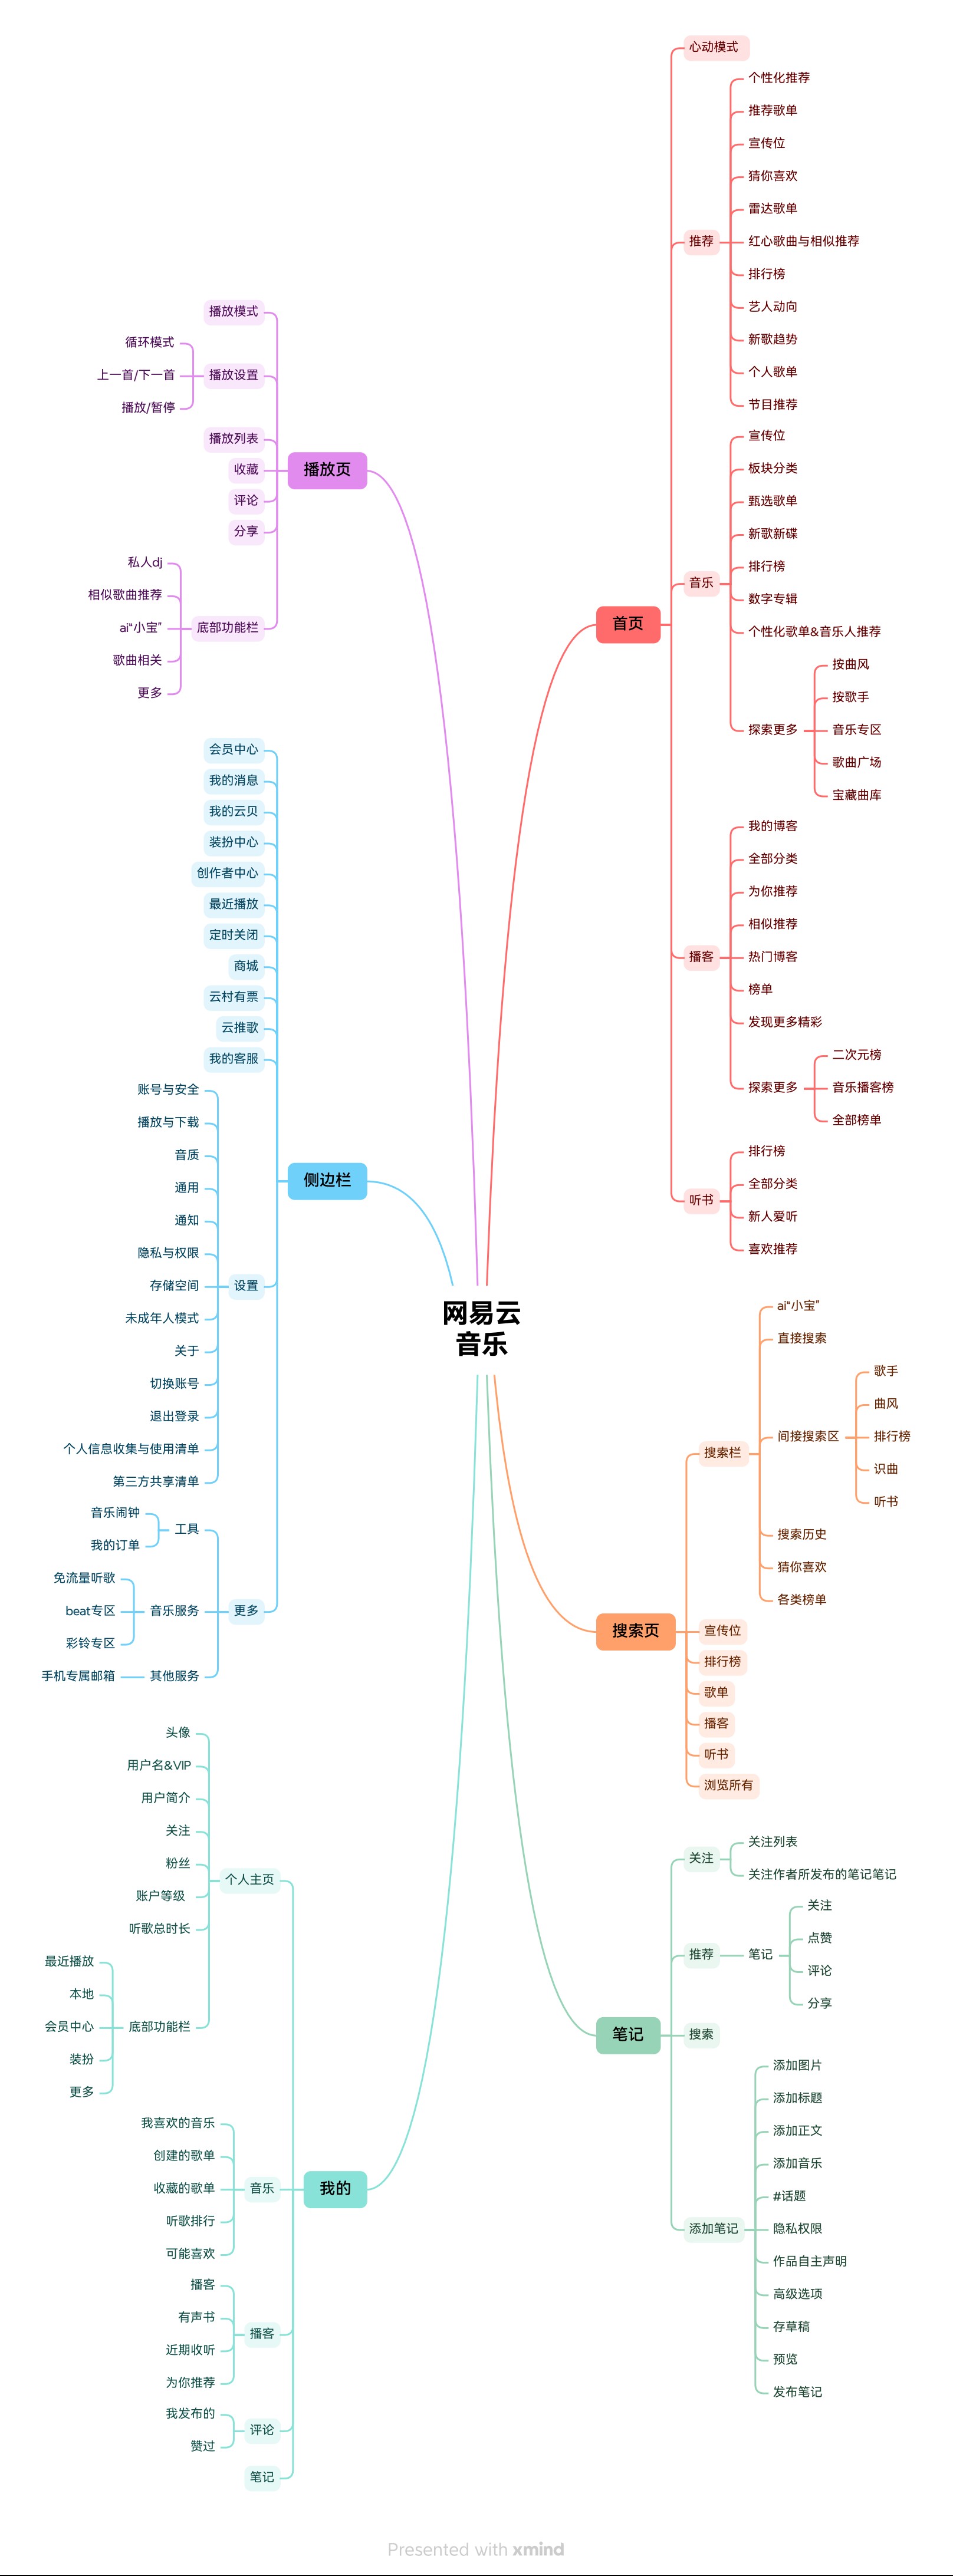 网易云
音乐
首页
心动模式
推荐
个性化推荐
推荐歌单
宣传位
猜你喜欢
雷达歌单
红心歌曲与相似推荐
排行榜
艺人动向
新歌趋势
个人歌单
节目推荐
音乐
宣传位
板块分类
甄选歌单
新歌新碟
排行榜
数字专辑
个性化歌单&音乐人推荐
探索更多
按曲风
按歌手
音乐专区
歌曲广场
宝藏曲库
播客
我的博客
全部分类
为你推荐
相似推荐
热门博客
榜单
发现更多精彩
探索更多
二次元榜
音乐播客榜
全部榜单
听书
排行榜
全部分类
新人爱听
喜欢推荐
搜索页
搜索栏
ai“小宝”
直接搜索
间接搜索区
歌手
曲风
排行榜
识曲
听书
搜索历史
猜你喜欢
各类榜单
宣传位
排行榜
歌单
播客
听书
浏览所有
笔记
关注
关注列表
关注作者所发布的笔记笔记
推荐
笔记
关注
点赞
评论
分享
搜索
添加笔记
添加图片
添加标题
添加正文
添加音乐
#话题
隐私权限
作品自主声明
高级选项
存草稿
预览
发布笔记
播放页
播放模式
播放设置
循环模式
上一首/下一首
播放/暂停
播放列表
收藏
评论
分享
底部功能栏
私人dj
相似歌曲推荐
ai“小宝”
歌曲相关
更多
侧边栏
会员中心
我的消息
我的云贝
装扮中心
创作者中心
最近播放
定时关闭
商城
云村有票
云推歌
我的客服
设置
账号与安全
播放与下载
音质
通用
通知
隐私与权限
存储空间
未成年人模式
关于
切换账号
退出登录
个人信息收集与使用清单
第三方共享清单
更多
工具
音乐闹钟
我的订单
音乐服务
免流量听歌
beat专区
彩铃专区
其他服务
手机专属邮箱
我的
个人主页
头像
用户名&VIP
用户简介
关注
粉丝
账户等级
听歌总时长
底部功能栏
最近播放
本地
会员中心
装扮
更多
音乐
我喜欢的音乐
创建的歌单
收藏的歌单
听歌排行
可能喜欢
播客
播客
有声书
近期收听
为你推荐
评论
我发布的
赞过
笔记
Presented with xmind